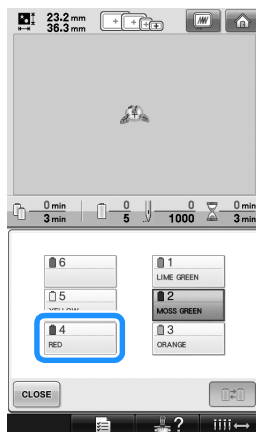 23.2 mm
36.3 mm
0 min
3 min
0
5
0
1000
0 min
3 min
6
1
LIME GREEN
5
YELLOW
2
MOSS GREEN
4
RED
3
ORANGE
CLOSE
?